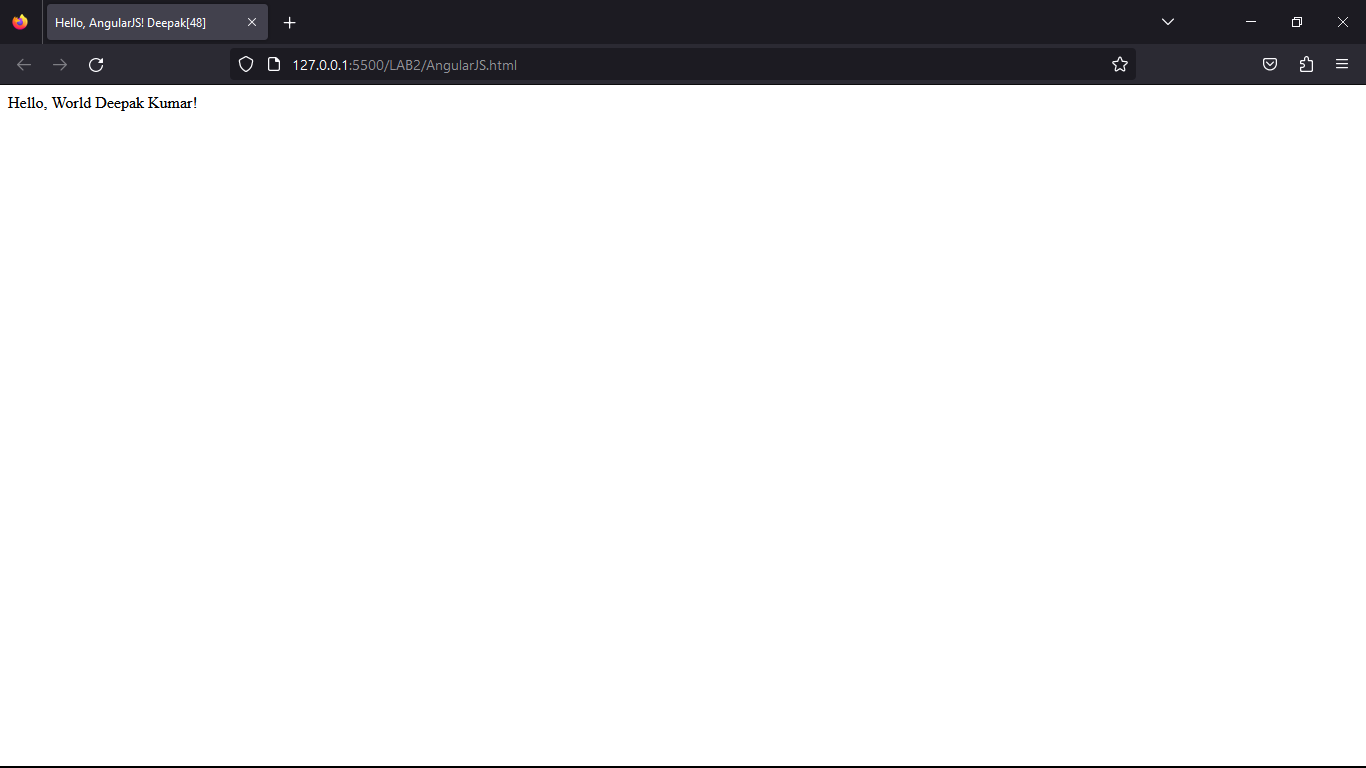 Hello, AngularJS! Deepak[48]
127.0.0.1:5500/LAB2/AngularJS.html
Hello, World Deepak Kumar!